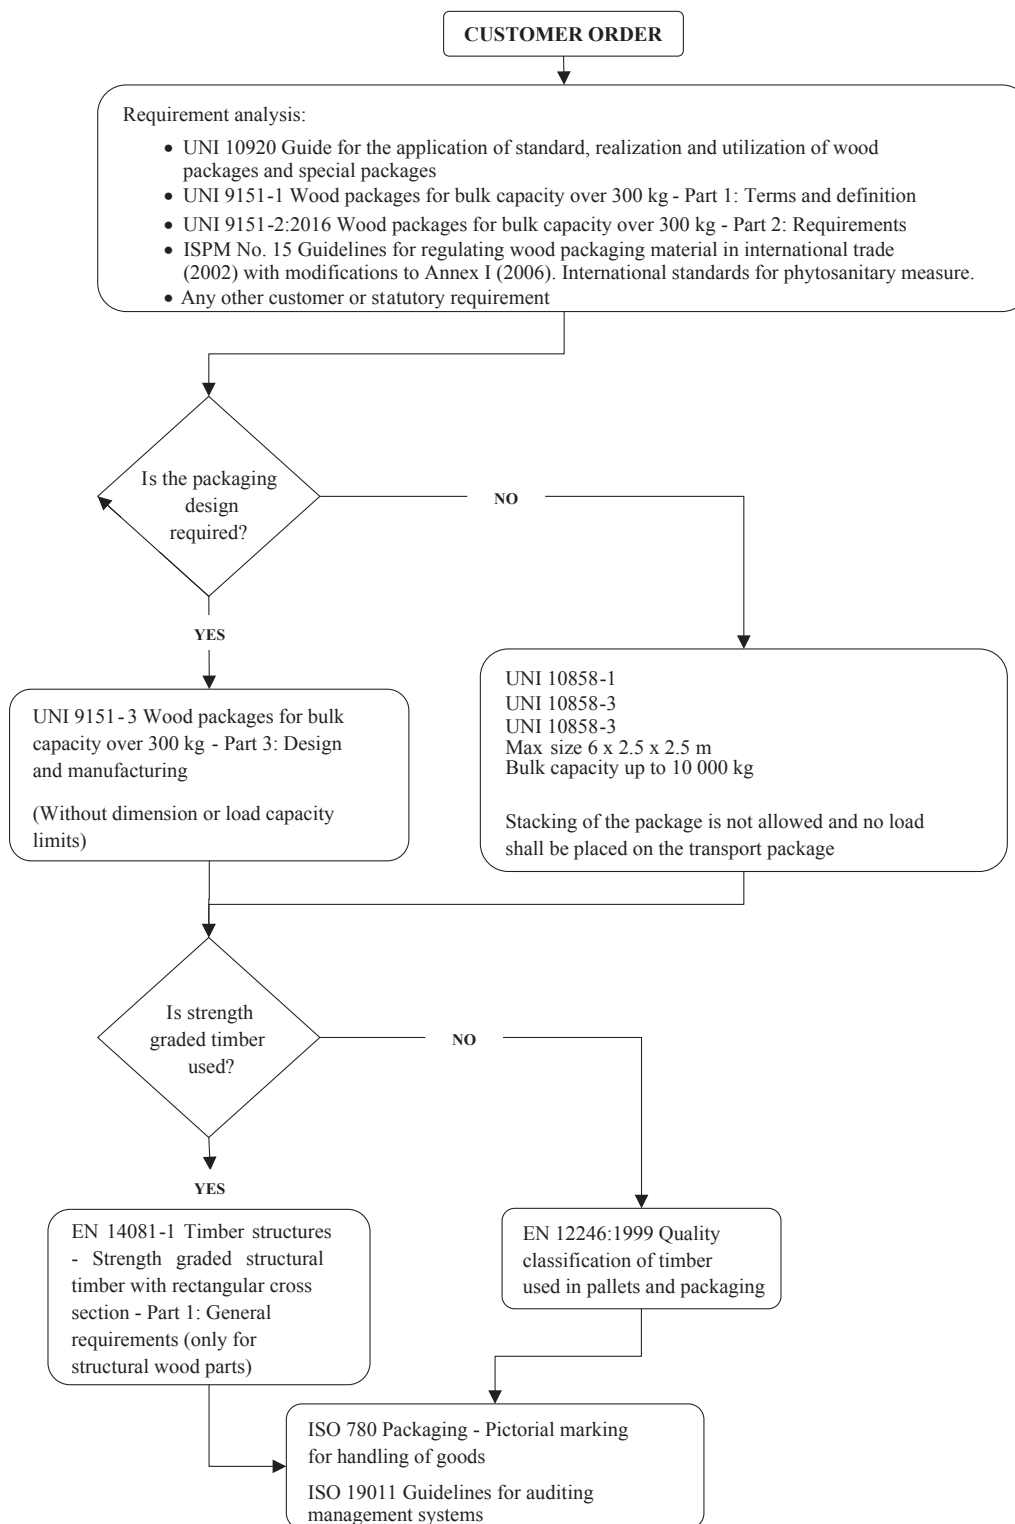 CUSTOMER ORDER
Requirement analysis:
• UNI 10920 Guide for the application of standard, realization and utilization of wood
packages and special packages
• UNI 9151-1 Wood packages for bulk capacity over 300 kg - Part 1: Terms and definition
• UNI 9151-2:2016 Wood packages for bulk capacity over 300 kg - Part 2: Requirements
• ISPM No. 15 Guidelines for regulating wood packaging material in international trade
(2002) with modifications to Annex I (2006). International standards for phytosanitary measure.
• Any other customer or statutory requirement
Is the packaging
design
required?
NO
YES
UNI 9151-3 Wood packages for bulk
capacity over 300 kg - Part 3: Design
and manufacturing
(Without dimension or load capacity
limits)
UNI 10858-1
UNI 10858-3
UNI 10858-3
Max size 6 x 2.5 x 2.5 m
Bulk capacity up to 10 000 kg
Stacking of the package is not allowed and no load
shall be placed on the transport package
Is strength
graded timber
used?
NO
YES
EN 14081-1 Timber structures
- Strength graded structural
timber with rectangular cross
section - Part 1: General
requirements (only for
structural wood parts)
EN 12246:1999 Quality
classification of timber
used in pallets and packaging
ISO 780 Packaging - Pictorial marking
for handling of goods
ISO 19011 Guidelines for auditing
management systems